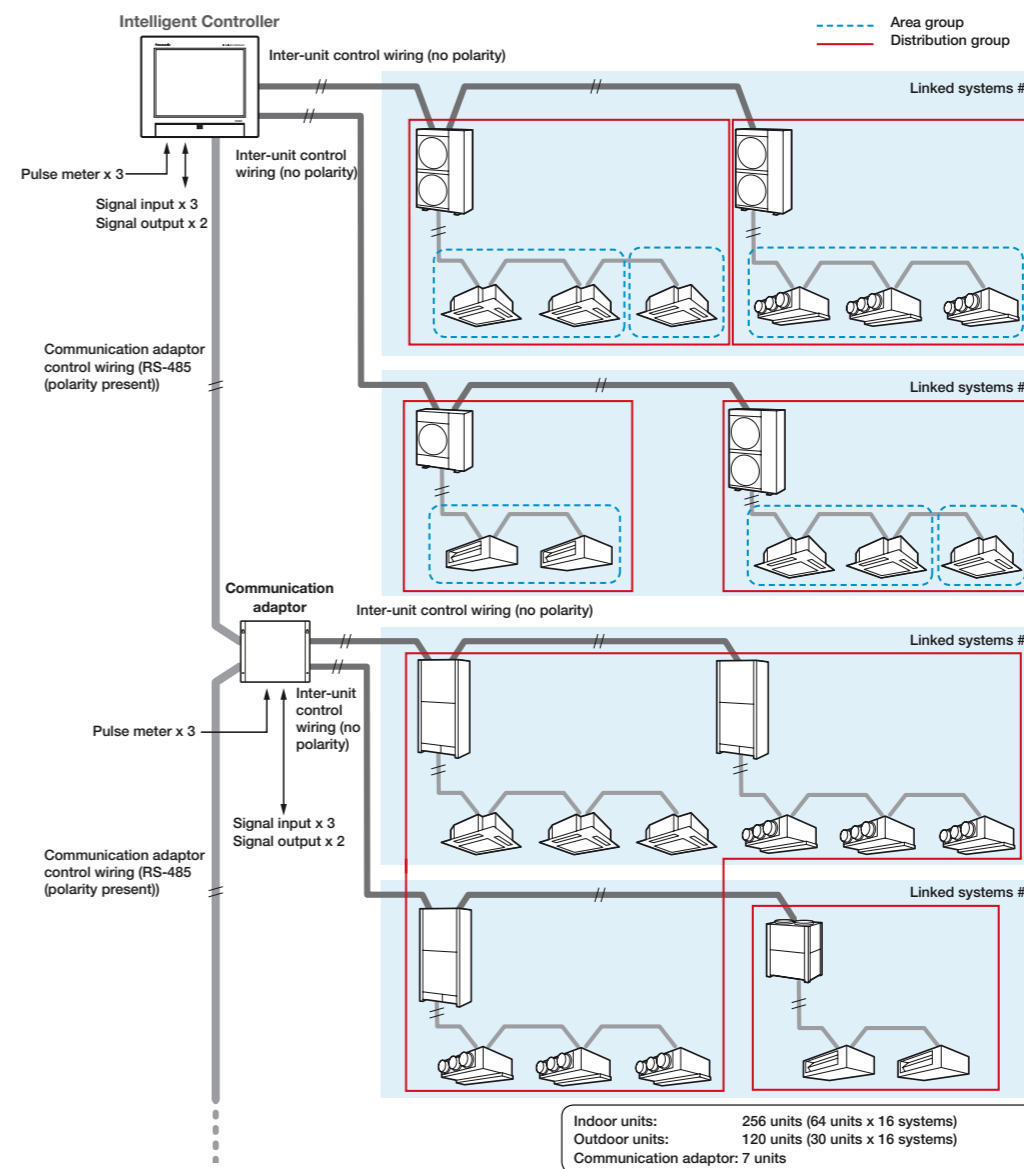 Intelligent Controller
Area group
Distribution group
Inter-unit control wiring (no polarity)
Linked systems #
Inter-unit control
wiring (no polarity)
Pulse meter x 3
Signal input x 3
Signal output x 2
Communication adaptor
control wiring (RS-485
(polarity present))
Linked systems #
Communication
adaptor
Inter-unit control wiring (no polarity)
Linked systems #
Inter-unit
control
wiring (no
polarity)
Pulse meter x 3
Signal input x 3
Signal output x 2
Communication adaptor
control wiring (RS-485
(polarity present))
Linked systems #
Indoor units: 256 units (64 units x 16 systems)
Outdoor units: 120 units (30 units x 16 systems)
Communication adaptor: 7 units